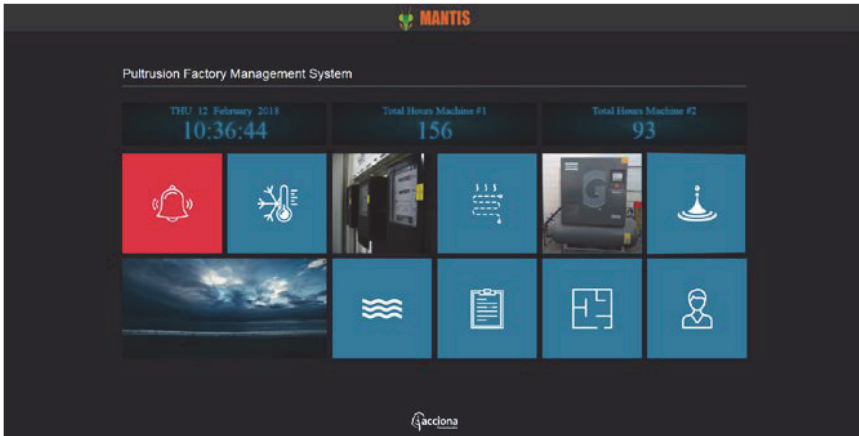 MANTIS
Pultrusion Factory Management System
THU 12 February 2018
10:36:44
Total Hours Machine #1
156
Total Hours Machine #2
93
G
acciona